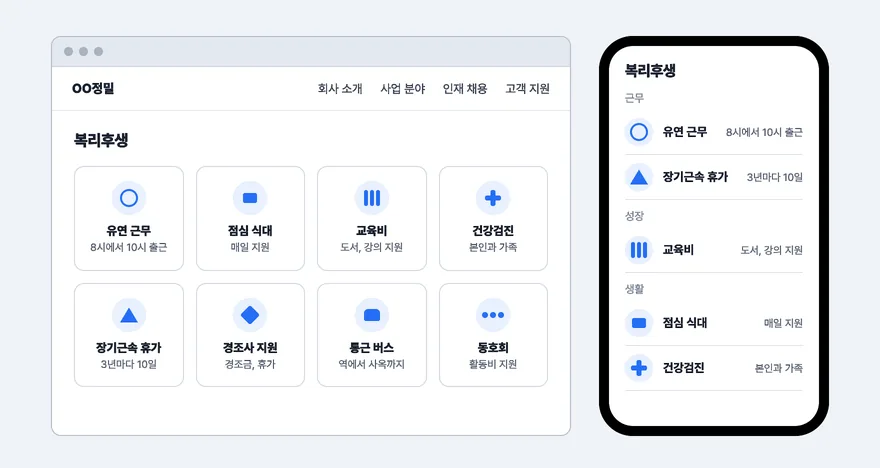 OO정밀
회사 소개 사업 분야 인재 채용 고객 지원
복리후생
유연 근무
8시에서 10시 출근
점심 식대
매일 지원
교육비
도서, 강의 지원
건강검진
본인과 가족
장기근속 휴가
3년마다 10일
경조사 지원
경조금, 휴가
통근 버스
역에서 사옥까지
동호회
활동비 지원
복리후생
근무
유연 근무 8시에서 10시 출근
장기근속 휴가 3년마다 10일
성장
교육비 도서, 강의 지원
생활
점심 식대 매일 지원
건강검진 본인과 가족